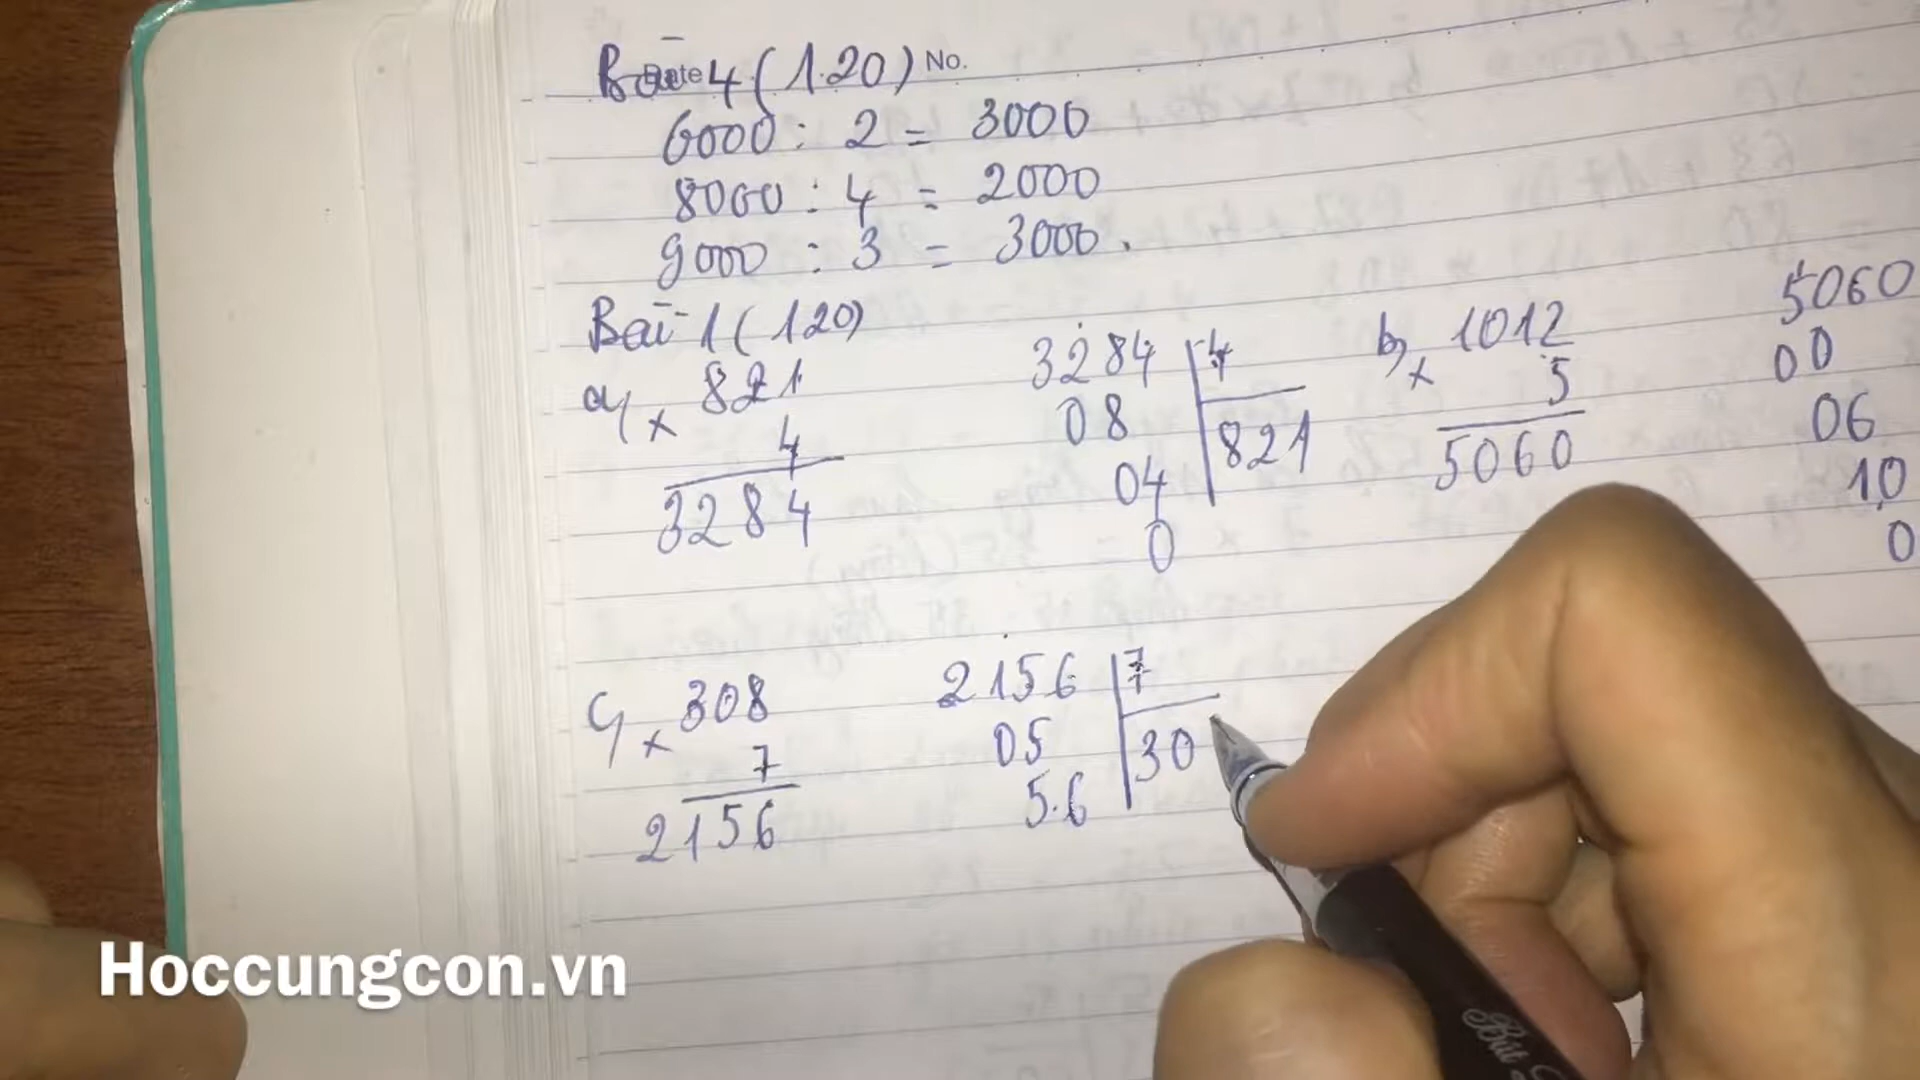 Bài Date 4 (120) No.
6000 : 2 = 3000
8000 : 4 = 2000
9000 : 3 = 3000.
Bài 1 (120)
a, x 821
4
3284
3284 4
08 821
04
0
b, x 1012
5
5060
5060
00
06
10
0
c, x 308
7
2156
2156 7
05 30
56
Hoccungcon.vn
Bút